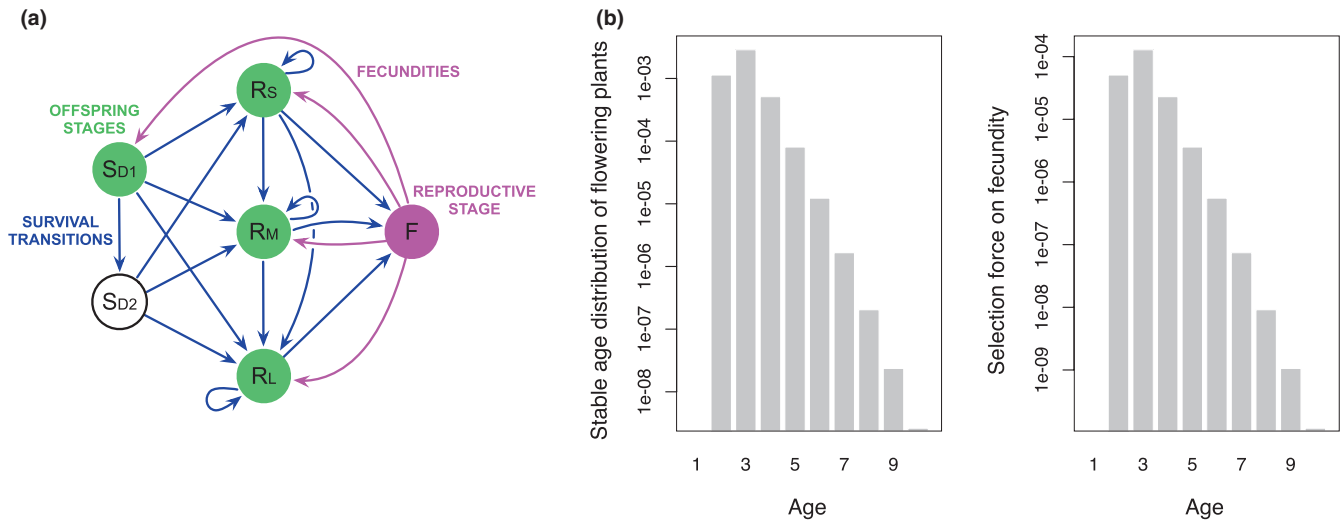 (a)
FECUNDITIES
OFFSPRING
STAGES
RS
SD1
REPRODUCTIVE
STAGE
SURVIVAL
TRANSITIONS
RM
F
SD2
RL
(b)
Stable age distribution of flowering plants
1e-03
1e-04
1e-05
1e-06
1e-07
1e-08
1 3 5 7 9
Age
Selection force on fecundity
1e-04
1e-05
1e-06
1e-07
1e-08
1e-09
1 3 5 7 9
Age